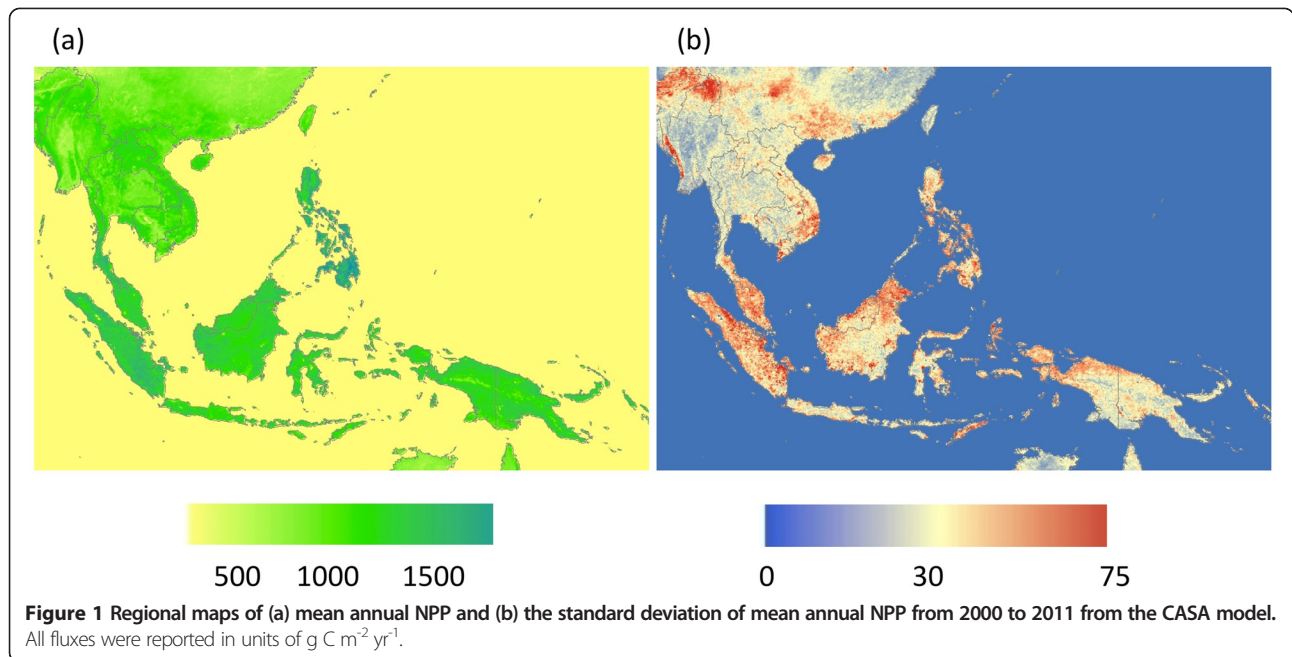 (a)
(b)
500 1000 1500
0 30 75
Figure 1 Regional maps of (a) mean annual NPP and (b) the standard deviation of mean annual NPP from 2000 to 2011 from the CASA model.
All fluxes were reported in units of g C m⁻² yr⁻¹.